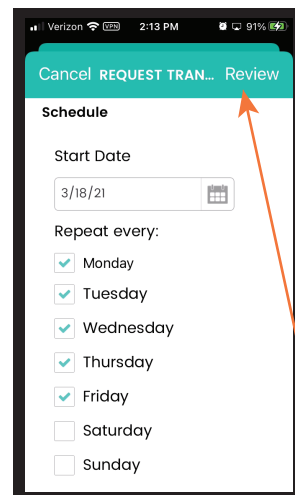 Verizon VPN 2:13 PM 91%
Cancel REQUEST TRAN... Review
Schedule
Start Date
3/18/21
Repeat every:
Monday
Tuesday
Wednesday
Thursday
Friday
Saturday
Sunday